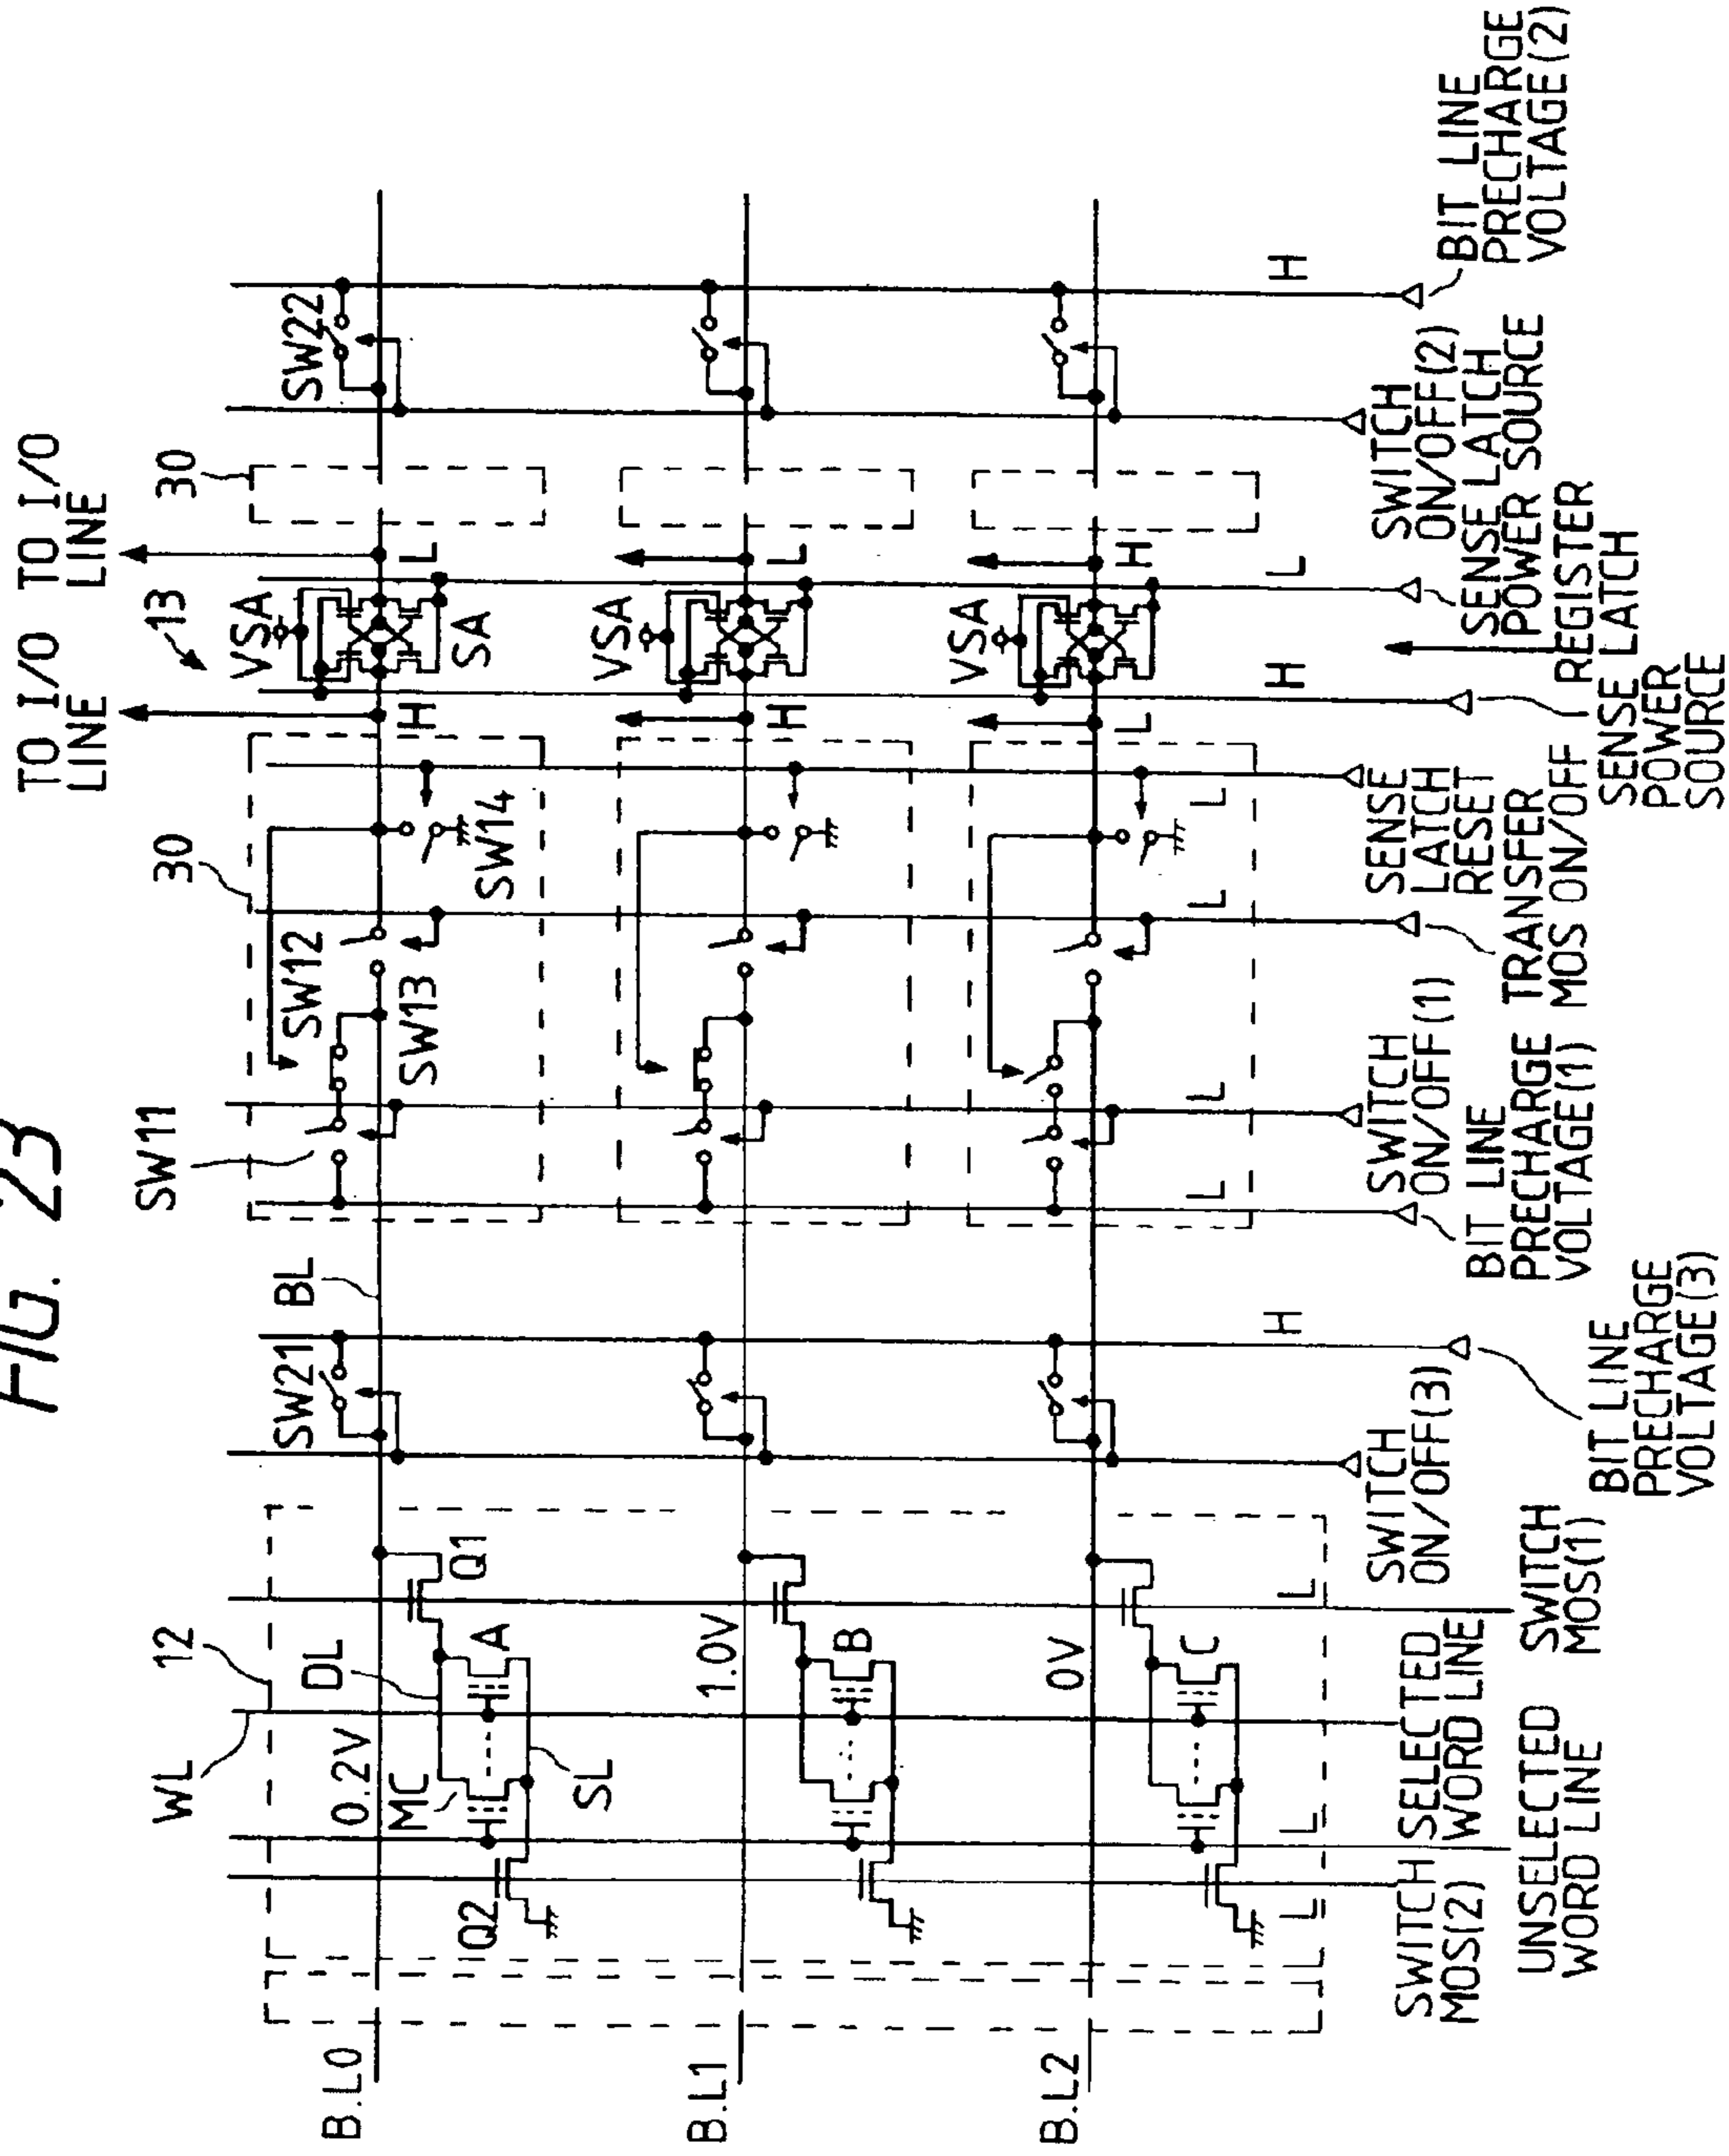 FIG. 23
TO I/O
LINE
TO I/O
LINE
13
30
30
SW11
12
WL
B.L0
0.2V
DL
BL
SW21
SW12
SW13
SW14
VSA
SA
SW22
MC
A
Q1
Q2
SL
H
L
B.L1
1.0V
B
VSA
H
L
B.L2
0V
C
VSA
L
H
L
L
L
H
L
L
L
L
H
L
H
SWITCH
MOS(2)
UNSELECTED
WORD LINE
SELECTED
WORD LINE
SWITCH
MOS(1)
SWITCH
ON/OFF(3)
BIT LINE
PRECHARGE
VOLTAGE(3)
BIT LINE
PRECHARGE
VOLTAGE(1)
SWITCH
ON/OFF(1)
TRANSFER
MOS ON/OFF
SENSE
LATCH
RESET
SENSE LATCH
POWER
SOURCE
REGISTER
SENSE LATCH
POWER SOURCE
SWITCH
ON/OFF(2)
BIT LINE
PRECHARGE
VOLTAGE(2)